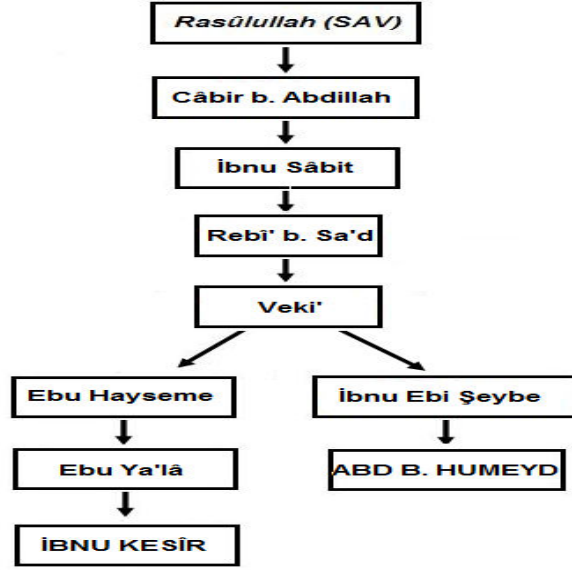 Rasûlullah (SAV)
Câbir b. Abdillah
İbnu Sâbit
Rebî' b. Sa'd
Veki'
Ebu Hayseme
İbnu Ebi Şeybe
Ebu Ya'lâ
ABD B. HUMEYD
İBNU KESÎR